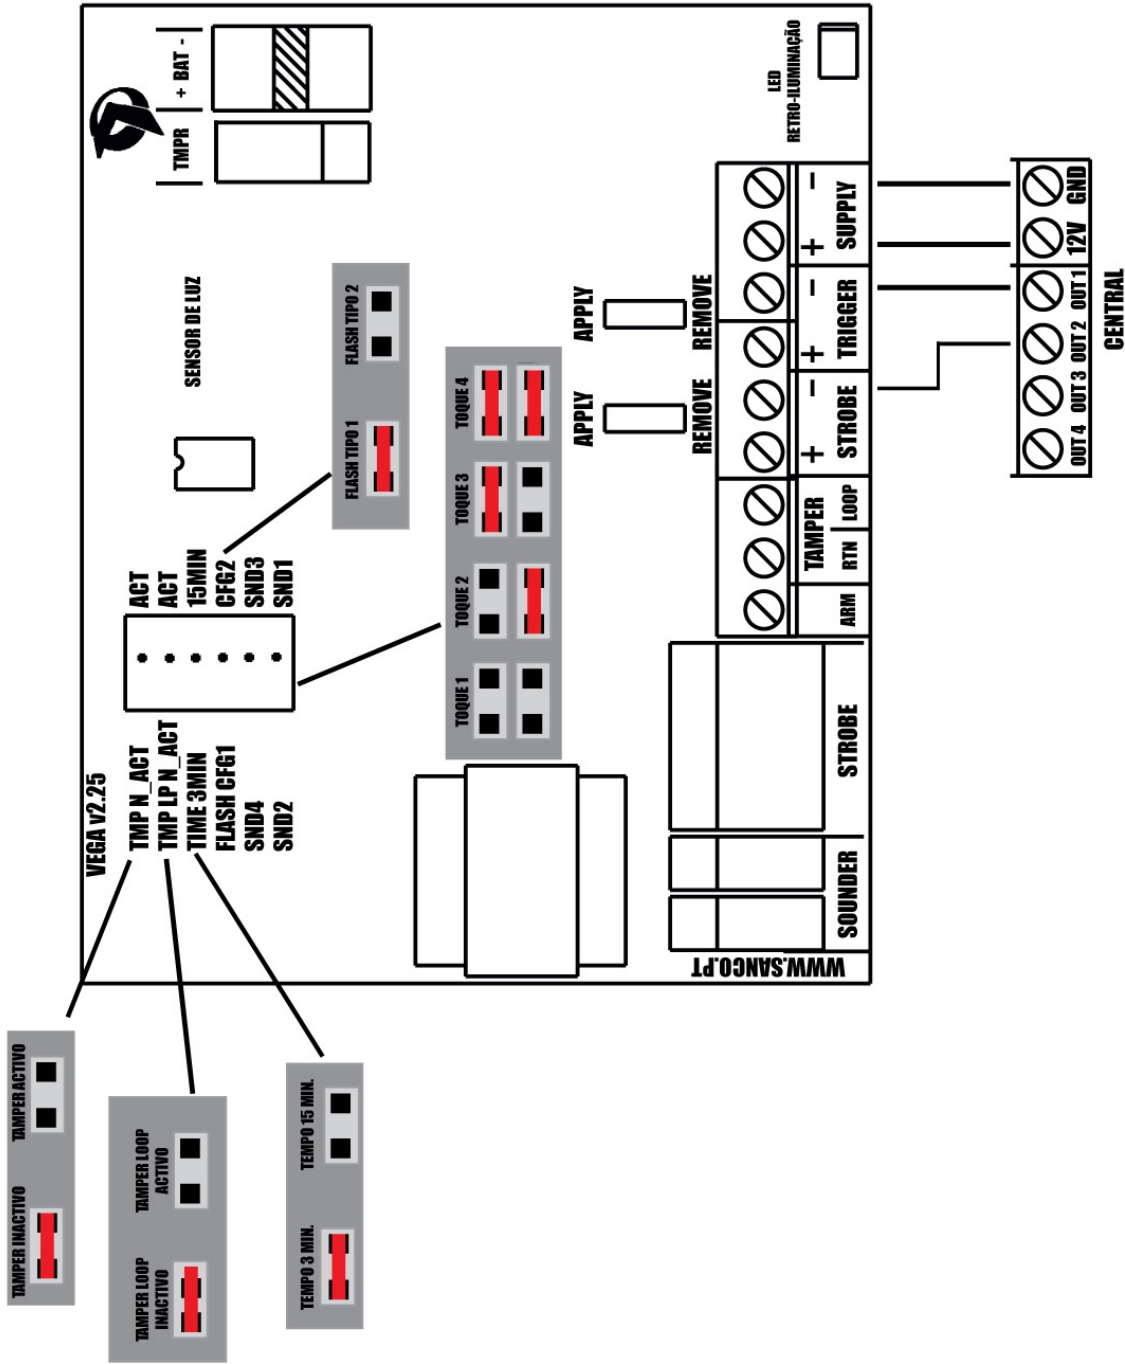 VEGA v2.25
TMP N_ACT
TMP LP N_ACT
TIME 3MIN
FLASH CFG1
SND4
SND2
ACT
ACT
15MIN
CFG2
SND3
SND1
TMPR
+ BAT -
SENSOR DE LUZ
LED
RETRO-ILUMINAÇÃO
FLASH TIPO 1
FLASH TIPO 2
TOQUE 1
TOQUE 2
TOQUE 3
TOQUE 4
APPLY
REMOVE
APPLY
REMOVE
TAMPER INACTIVO
TAMPER ACTIVO
TAMPER LOOP
INACTIVO
TAMPER LOOP
ACTIVO
TEMPO 3 MIN.
TEMPO 15 MIN.
WWW.SANCO.PT
SOUNDER
STROBE
ARM
TAMPER
RTN
LOOP
+ -
STROBE
+ -
TRIGGER
+ -
SUPPLY
OUT 4
OUT 3
OUT 2
OUT 1
12V
GND
CENTRAL